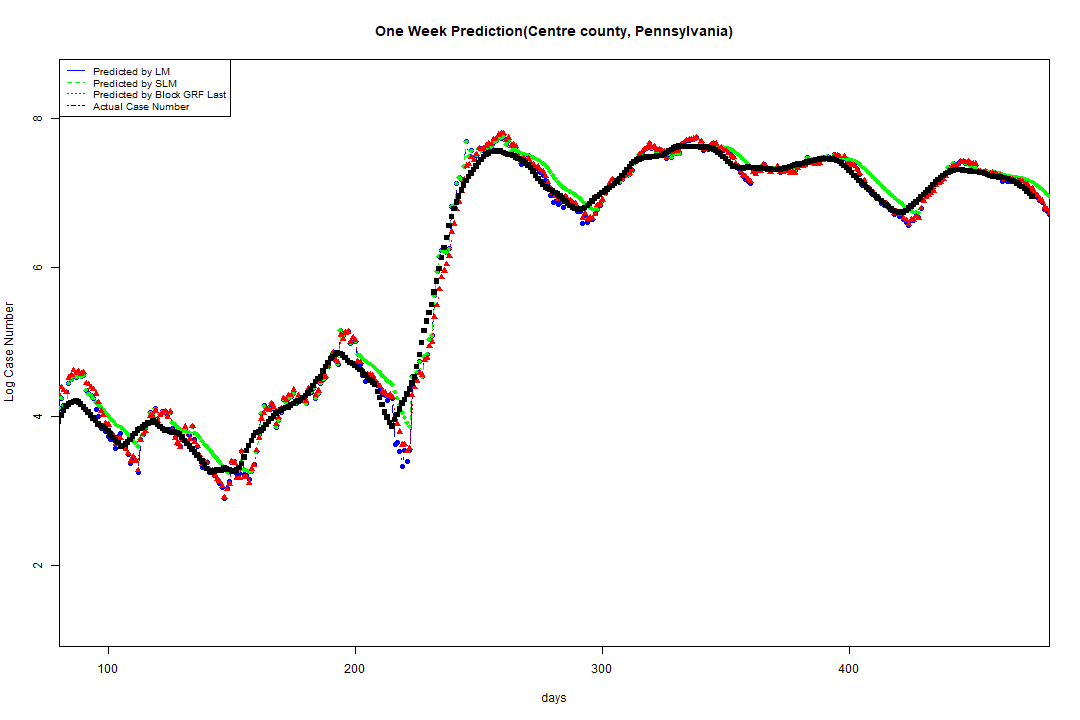 One Week Prediction(Centre county, Pennsylvania)
Predicted by LM
Predicted by SLM
Predicted by Block GRF Last
Actual Case Number
8
6
4
2
Log Case Number
100 200 300 400
days